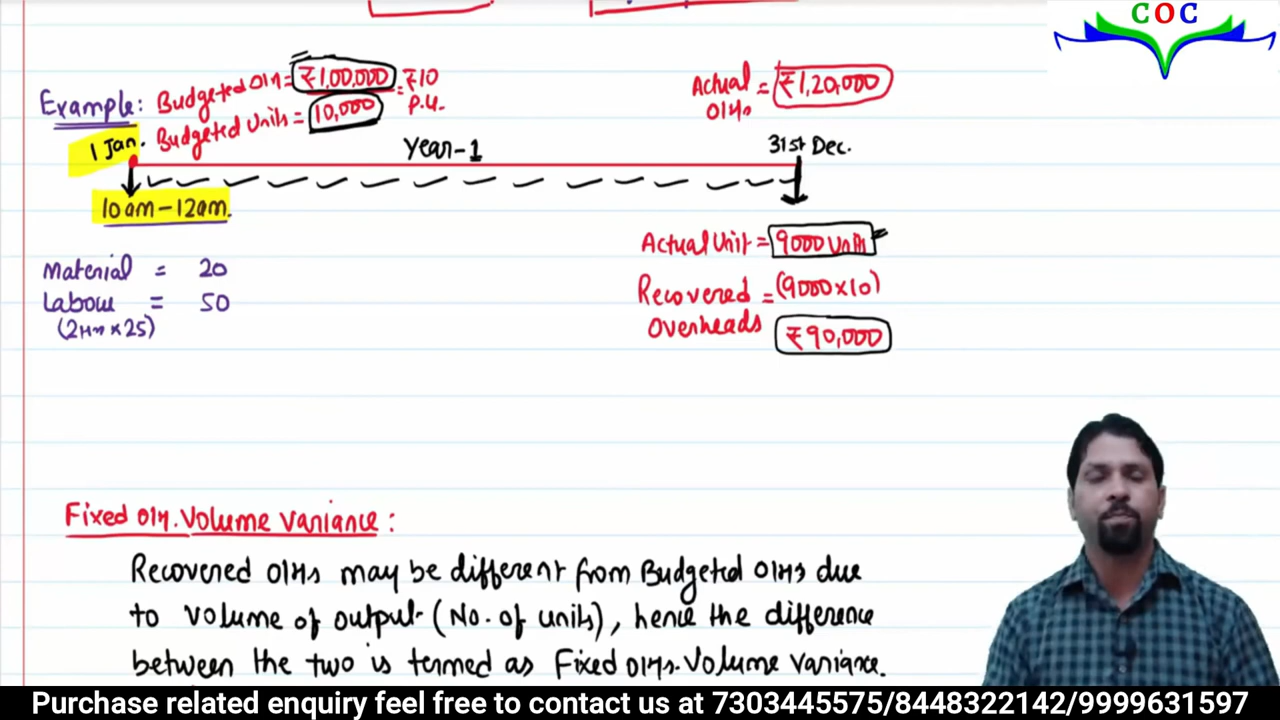 COC
Example: Budgeted O/H = ₹1,00,000 = ₹10
Budgeted Units = 10,000 P.U.
Actual = ₹1,20,000
O/Hs
1 Jan.
Year-1
31st Dec.
10am-12am.
Actual Unit = 9000 Units
Material = 20
Labour = 50
(2Hrs x 25)
Recovered = (9000x10)
Overheads ₹90,000
Fixed O/H. Volume Variance:
Recovered O/Hs may be different from Budgeted O/Hs due
to volume of output (No. of units), hence the difference
between the two is termed as Fixed O/Hs. Volume Variance.
Purchase related enquiry feel free to contact us at 7303445575/8448322142/9999631597